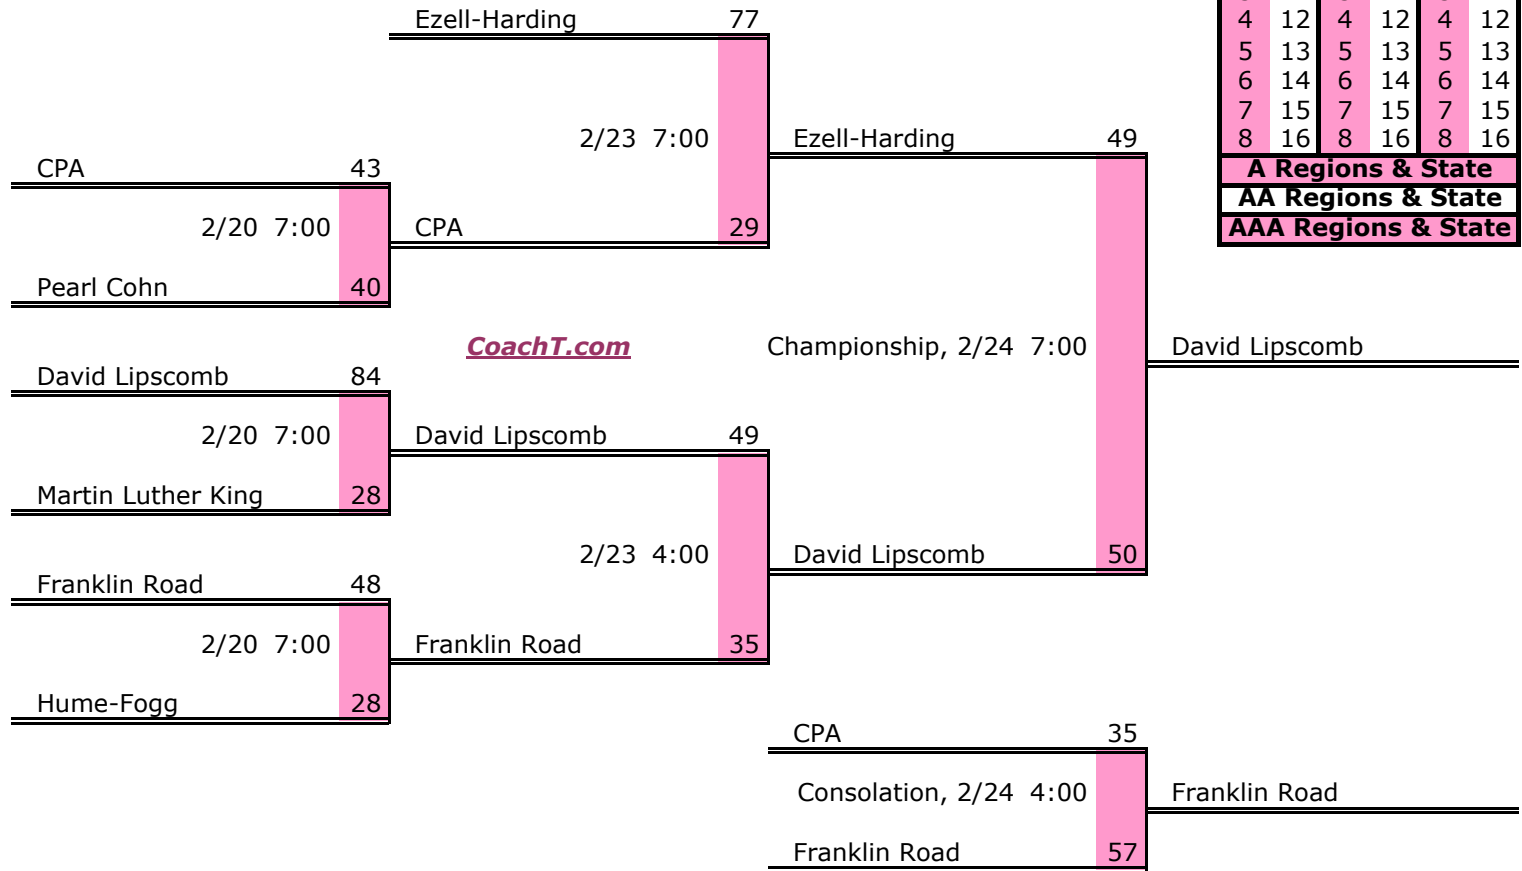 Ezell-Harding 77
4 12 4 12 4 12
5 13 5 13 5 13
6 14 6 14 6 14
7 15 7 15 7 15
2/23 7:00 Ezell-Harding 49
8 16 8 16 8 16
CPA 43
A Regions & State
AA Regions & State
2/20 7:00 CPA 29
AAA Regions & State
Pearl Cohn 40
CoachT.com Championship, 2/24 7:00 David Lipscomb
David Lipscomb 84
2/20 7:00 David Lipscomb 49
Martin Luther King 28
2/23 4:00 David Lipscomb 50
Franklin Road 48
2/20 7:00 Franklin Road 35
Hume-Fogg 28
CPA 35
Consolation, 2/24 4:00 Franklin Road
Franklin Road 57